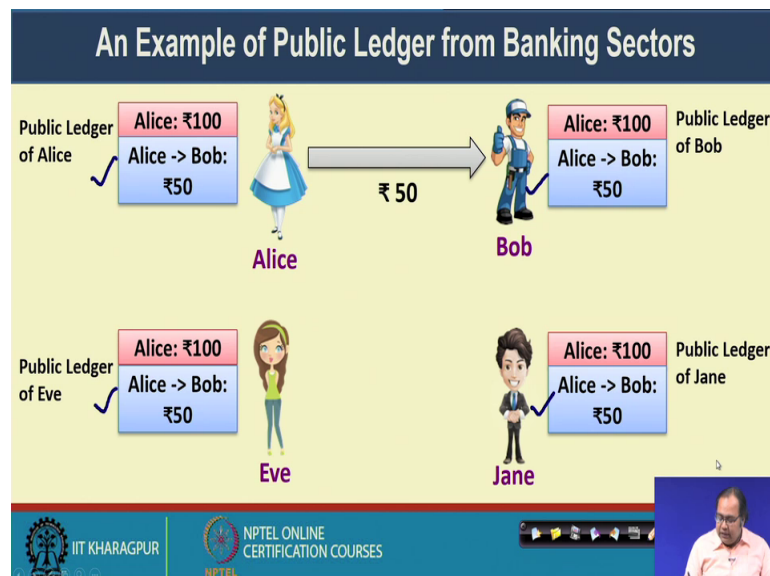 An Example of Public Ledger from Banking Sectors
Public Ledger
of Alice
Alice: ₹100
Alice -> Bob:
₹50
₹ 50
Alice
Bob
Alice: ₹100
Alice -> Bob:
₹50
Public Ledger
of Bob
Public Ledger
of Eve
Alice: ₹100
Alice -> Bob:
₹50
Eve
Jane
Alice: ₹100
Alice -> Bob:
₹50
Public Ledger
of Jane
IIT KHARAGPUR
NPTEL ONLINE
CERTIFICATION COURSES
NPTEL